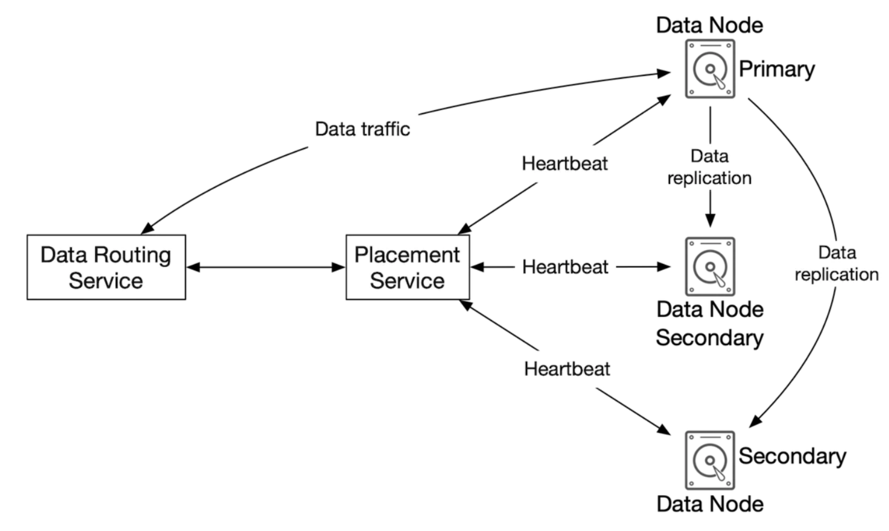 Data Node
Primary
Data traffic
Heartbeat
Data
replication
Data Routing
Service
Placement
Service
Heartbeat
Data
replication
Data Node
Secondary
Heartbeat
Secondary
Data Node